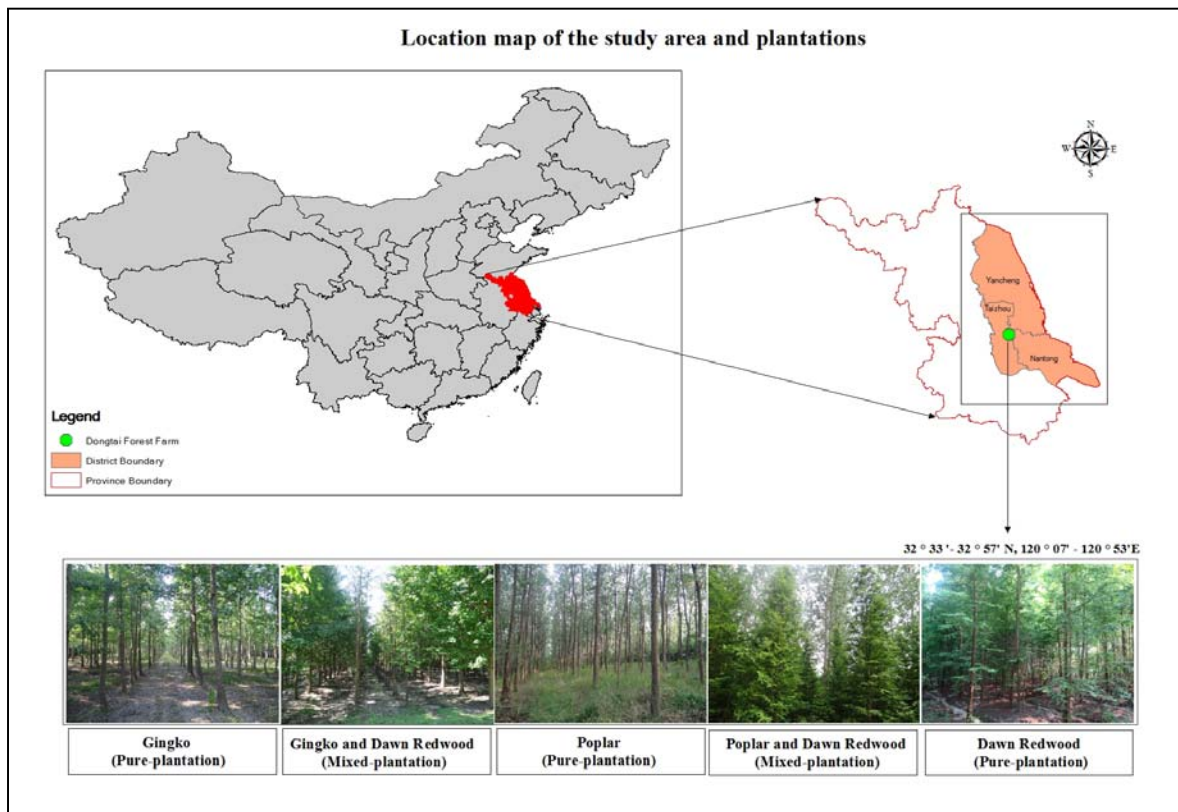 Location map of the study area and plantations
N
W
E
S
Yancheng
Taizhou
Nantong
Legend
Dongtai Forest Farm
District Boundary
Province Boundary
32 ° 33 '- 32 ° 57' N, 120 ° 07' - 120 ° 53'E
Gingko
(Pure-plantation)
Gingko and Dawn Redwood
(Mixed-plantation)
Poplar
(Pure-plantation)
Poplar and Dawn Redwood
(Mixed-plantation)
Dawn Redwood
(Pure-plantation)